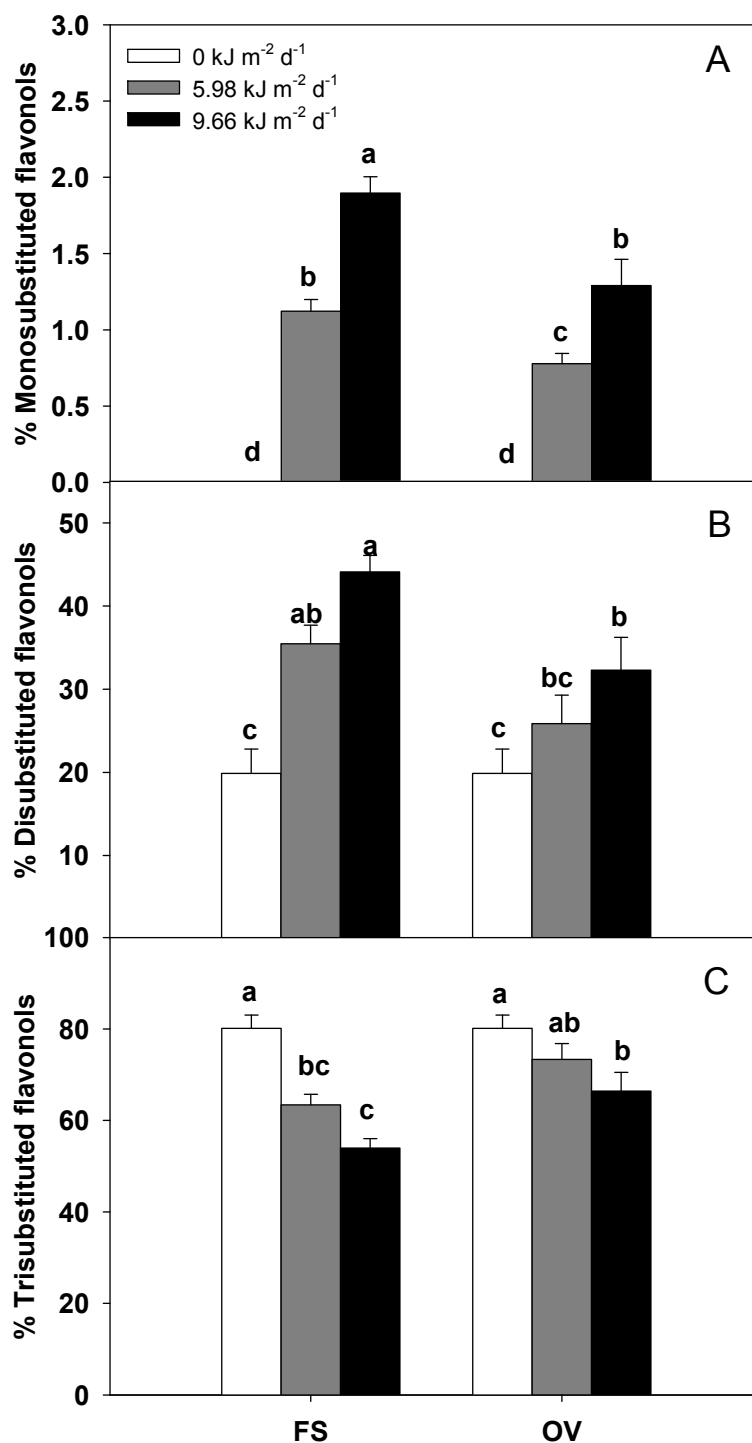 3.0
A
0 kJ m⁻² d⁻¹
5.98 kJ m⁻² d⁻¹
9.66 kJ m⁻² d⁻¹
2.5
2.0
1.5
1.0
0.5
0.0
% Monosubstituted flavonols
d
b
a
d
c
b
50
B
40
30
20
10
% Disubstituted flavonols
c
ab
a
c
bc
b
100
C
80
60
40
20
0
% Trisubstituted flavonols
a
bc
c
a
ab
b
FS
OV